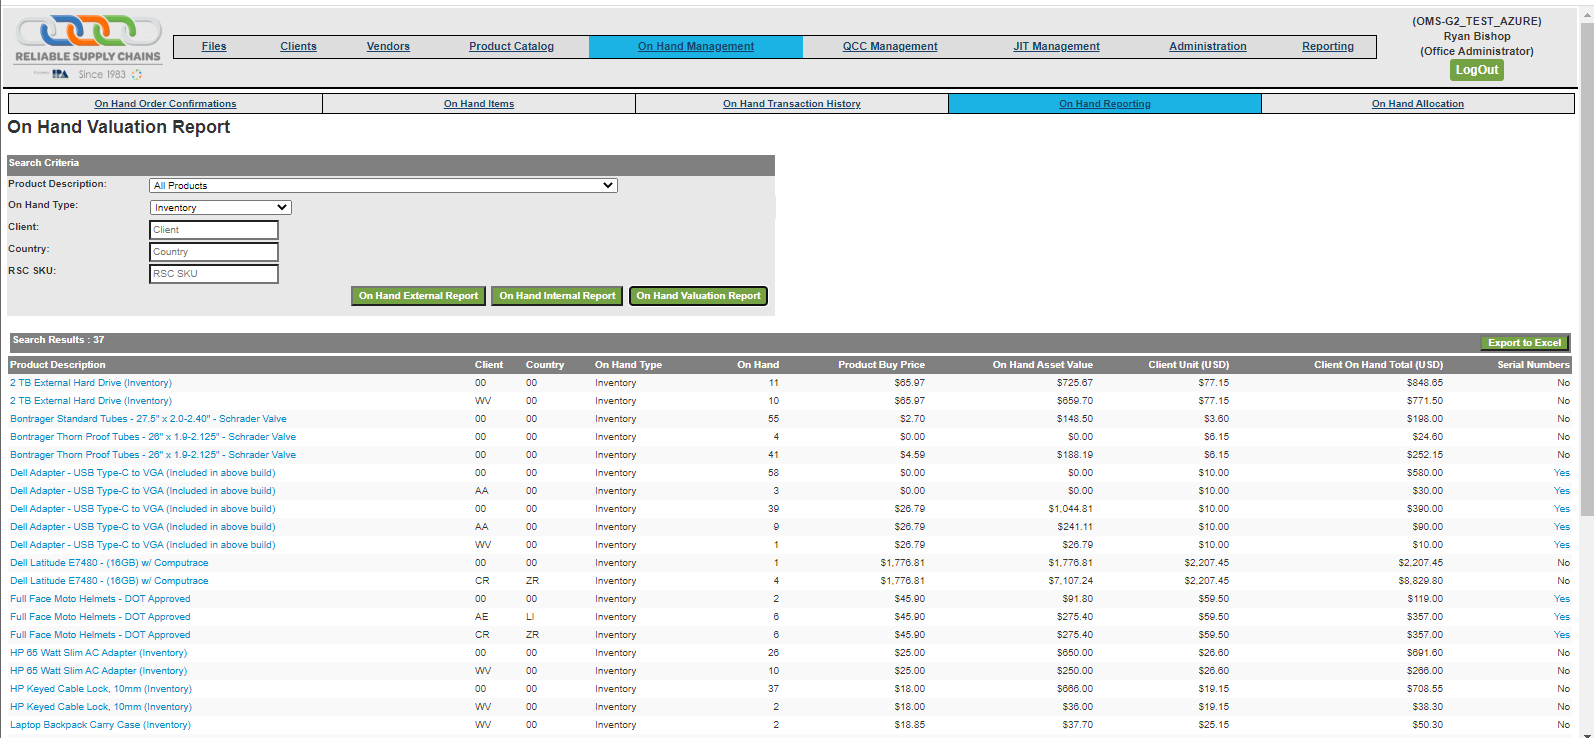 RELIABLE SUPPLY CHAINS
IPA Since 1983
Files Clients Vendors Product Catalog On Hand Management QCC Management JIT Management Administration Reporting
(OMS-G2_TEST_AZURE)
Ryan Bishop
(Office Administrator)
LogOut
On Hand Order Confirmations On Hand Items On Hand Transaction History On Hand Reporting On Hand Allocation
On Hand Valuation Report
Search Criteria
Product Description: All Products
On Hand Type: Inventory
Client: Client
Country: Country
RSC SKU: RSC SKU
On Hand External Report On Hand Internal Report On Hand Valuation Report
Search Results : 37 Export to Excel
Product Description Client Country On Hand Type On Hand Product Buy Price On Hand Asset Value Client Unit (USD) Client On Hand Total (USD) Serial Numbers
2 TB External Hard Drive (Inventory) 00 00 Inventory 11 $65.97 $725.67 $77.15 $848.65 No
2 TB External Hard Drive (Inventory) WV 00 Inventory 10 $65.97 $659.70 $77.15 $771.50 No
Bontrager Standard Tubes - 27.5" x 2.0-2.40" - Schrader Valve 00 00 Inventory 55 $2.70 $148.50 $3.60 $198.00 No
Bontrager Thorn Proof Tubes - 26" x 1.9-2.125" - Schrader Valve 00 00 Inventory 4 $0.00 $0.00 $6.15 $24.60 No
Bontrager Thorn Proof Tubes - 26" x 1.9-2.125" - Schrader Valve 00 00 Inventory 41 $4.59 $188.19 $6.15 $252.15 No
Dell Adapter - USB Type-C to VGA (Included in above build) 00 00 Inventory 58 $0.00 $0.00 $10.00 $580.00 Yes
Dell Adapter - USB Type-C to VGA (Included in above build) AA 00 Inventory 3 $0.00 $0.00 $10.00 $30.00 Yes
Dell Adapter - USB Type-C to VGA (Included in above build) 00 00 Inventory 39 $26.79 $1,044.81 $10.00 $390.00 Yes
Dell Adapter - USB Type-C to VGA (Included in above build) AA 00 Inventory 9 $26.79 $241.11 $10.00 $90.00 Yes
Dell Adapter - USB Type-C to VGA (Included in above build) WV 00 Inventory 1 $26.79 $26.79 $10.00 $10.00 Yes
Dell Latitude E7480 - (16GB) w/ Computrace 00 00 Inventory 1 $1,776.81 $1,776.81 $2,207.45 $2,207.45 No
Dell Latitude E7480 - (16GB) w/ Computrace CR ZR Inventory 4 $1,776.81 $7,107.24 $2,207.45 $8,829.80 No
Full Face Moto Helmets - DOT Approved 00 00 Inventory 2 $45.90 $91.80 $59.50 $119.00 Yes
Full Face Moto Helmets - DOT Approved AE LI Inventory 6 $45.90 $275.40 $59.50 $357.00 Yes
Full Face Moto Helmets - DOT Approved CR ZR Inventory 6 $45.90 $275.40 $59.50 $357.00 Yes
HP 65 Watt Slim AC Adapter (Inventory) 00 00 Inventory 26 $25.00 $650.00 $26.60 $691.60 No
HP 65 Watt Slim AC Adapter (Inventory) WV 00 Inventory 10 $25.00 $250.00 $26.60 $266.00 No
HP Keyed Cable Lock, 10mm (Inventory) 00 00 Inventory 37 $18.00 $666.00 $19.15 $708.55 No
HP Keyed Cable Lock, 10mm (Inventory) WV 00 Inventory 2 $18.00 $36.00 $19.15 $38.30 No
Laptop Backpack Carry Case (Inventory) WV 00 Inventory 2 $18.85 $37.70 $25.15 $50.30 No